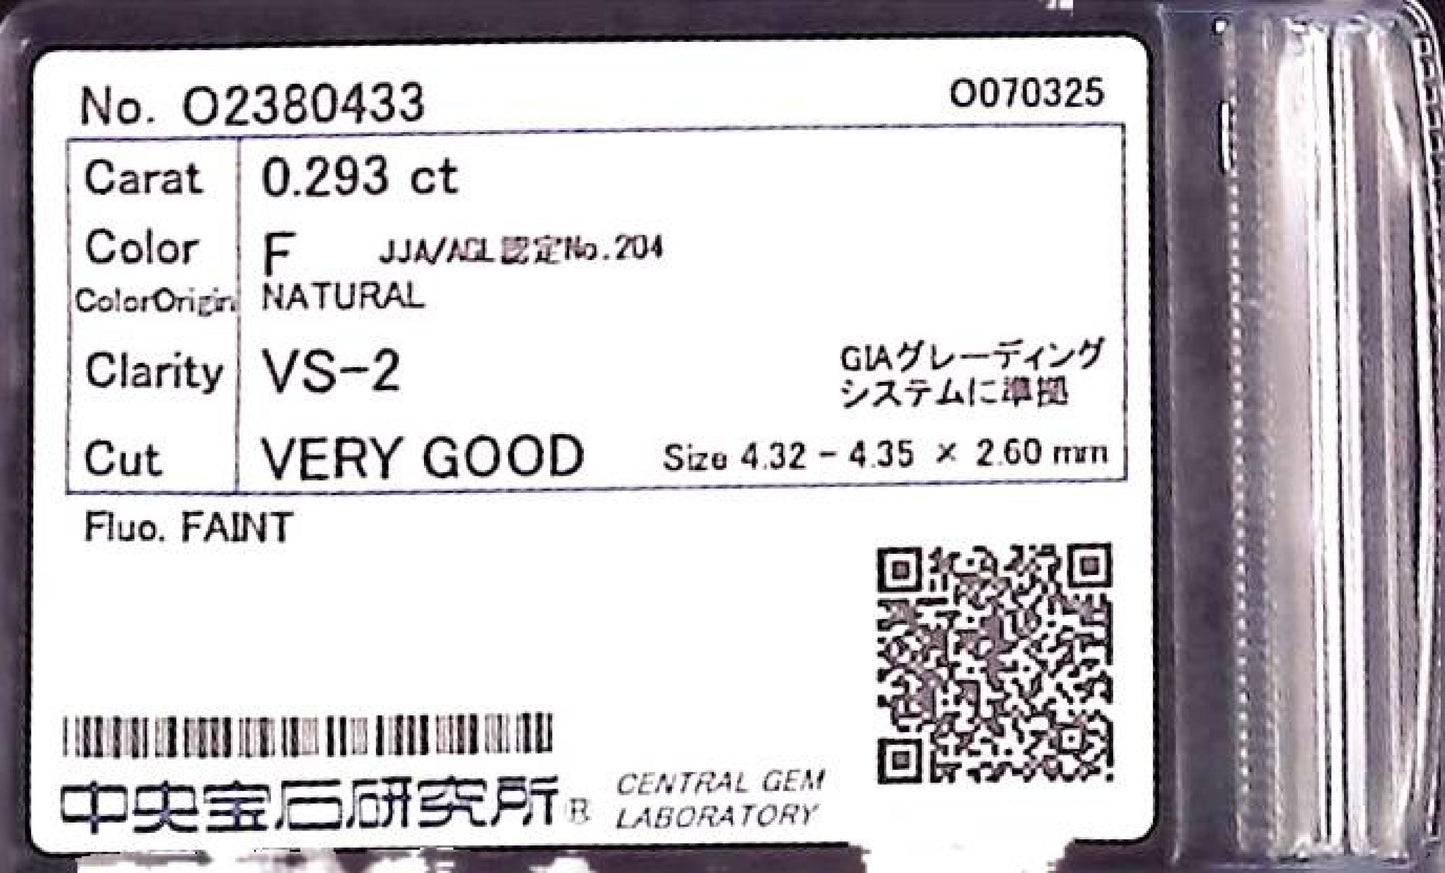 No. O2380433
O070325
Carat 0.293 ct
Color F JJA/AGL認定No.204
ColorOrigin NATURAL
Clarity VS-2
GIAグレーディング
システムに準拠
Cut VERY GOOD Size 4.32 - 4.35 × 2.60 mm
Fluo. FAINT
中央宝石研究所® CENTRAL GEM
LABORATORY